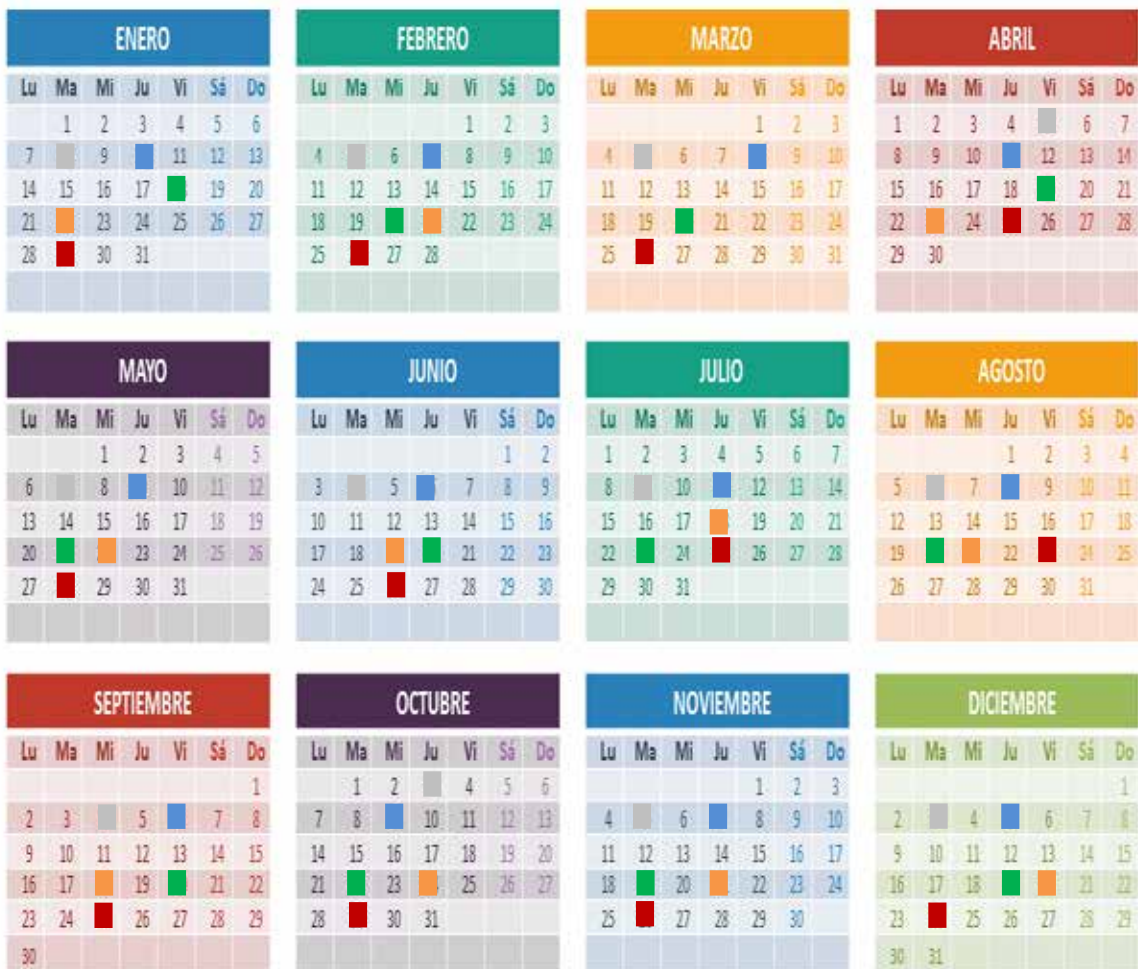 ENERO FEBRERO MARZO ABRIL
Lu Ma Mi Ju Vi Sá Do Lu Ma Mi Ju Vi Sá Do Lu Ma Mi Ju Vi Sá Do Lu Ma Mi Ju Vi Sá Do
1 2 3 4 5 6 1 2 3 1 2 3 1 2 3 4 6 7
7 9 11 12 13 4 6 8 9 10 4 6 7 9 10 8 9 10 12 13 14
14 15 16 17 19 20 11 12 13 14 15 16 17 11 12 13 14 15 16 17 15 16 17 18 20 21
21 23 24 25 26 27 18 19 22 23 24 18 19 21 22 23 24 22 24 26 27 28
28 30 31 25 27 28 25 27 28 29 30 31 29 30
MAYO JUNIO JULIO AGOSTO
Lu Ma Mi Ju Vi Sá Do Lu Ma Mi Ju Vi Sá Do Lu Ma Mi Ju Vi Sá Do Lu Ma Mi Ju Vi Sá Do
1 2 3 4 5 1 2 1 2 3 4 5 6 7 1 2 3 4
6 8 10 11 12 3 5 7 8 9 8 10 12 13 14 5 7 9 10 11
13 14 15 16 17 18 19 10 11 12 13 14 15 16 15 16 17 19 20 21 12 13 14 15 16 17 18
20 23 24 25 26 17 18 21 22 23 22 24 26 27 28 19 22 24 25
27 29 30 31 24 25 27 28 29 30 29 30 31 26 27 28 29 30 31
SEPTIEMBRE OCTUBRE NOVIEMBRE DICIEMBRE
Lu Ma Mi Ju Vi Sá Do Lu Ma Mi Ju Vi Sá Do Lu Ma Mi Ju Vi Sá Do Lu Ma Mi Ju Vi Sá Do
1 1 2 4 5 6 1 2 3 1
2 3 5 7 8 7 8 10 11 12 13 4 6 8 9 10 2 4 6 7 8
9 10 11 12 13 14 15 14 15 16 17 18 19 20 11 12 13 14 15 16 17 9 10 11 12 13 14 15
16 17 19 21 22 21 23 25 26 27 18 20 22 23 24 16 17 18 21 22
23 24 26 27 28 29 28 30 31 25 27 28 29 30 23 25 26 27 28 29
30 30 31